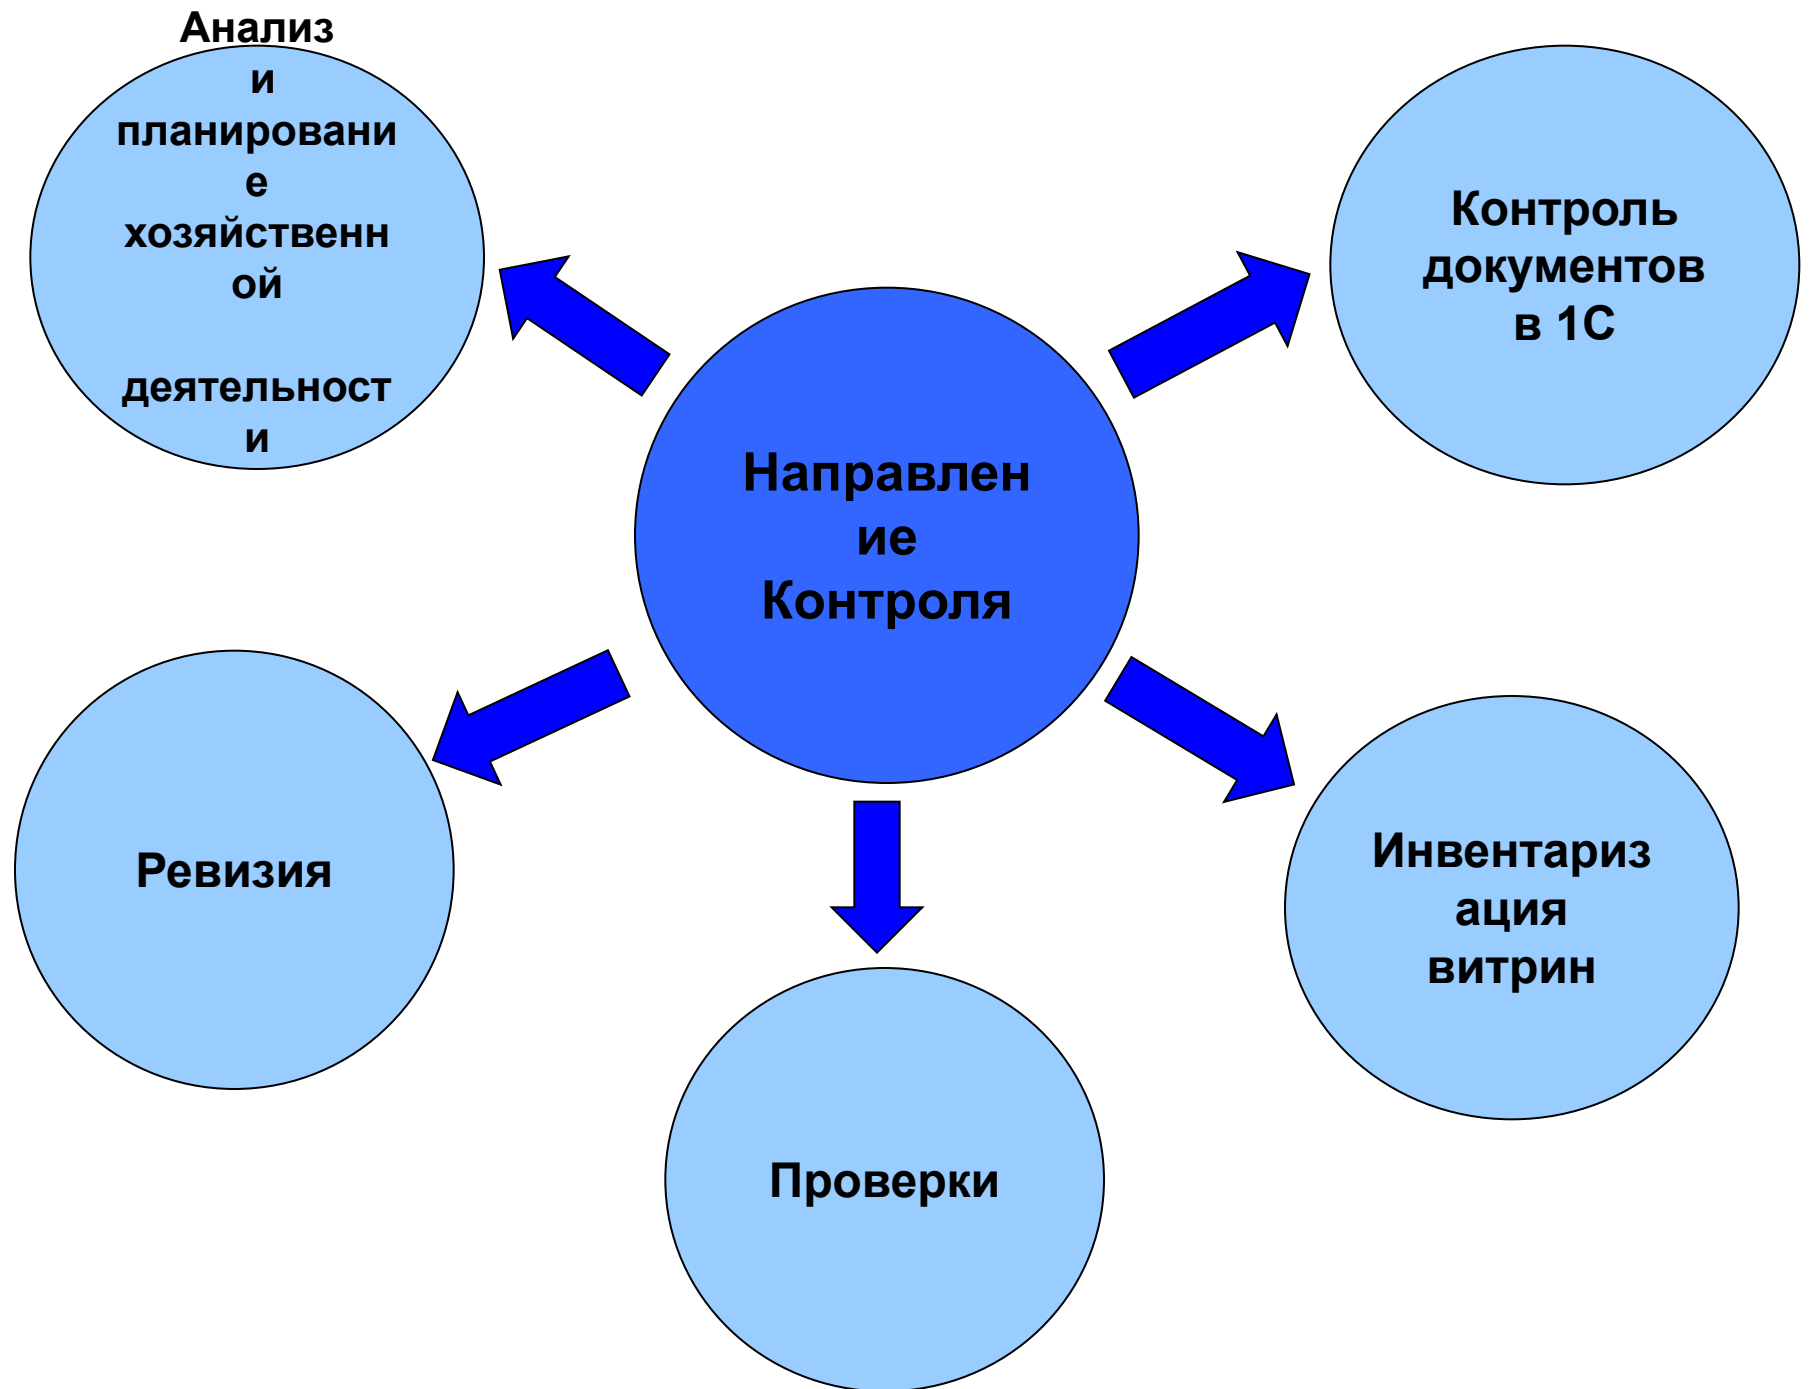 Анализ
и
планировани
е
хозяйственн
ой
деятельност
и
Контроль
документов
в 1С
Направлен
ие
Контроля
Ревизия
Инвентариз
ация
витрин
Проверки